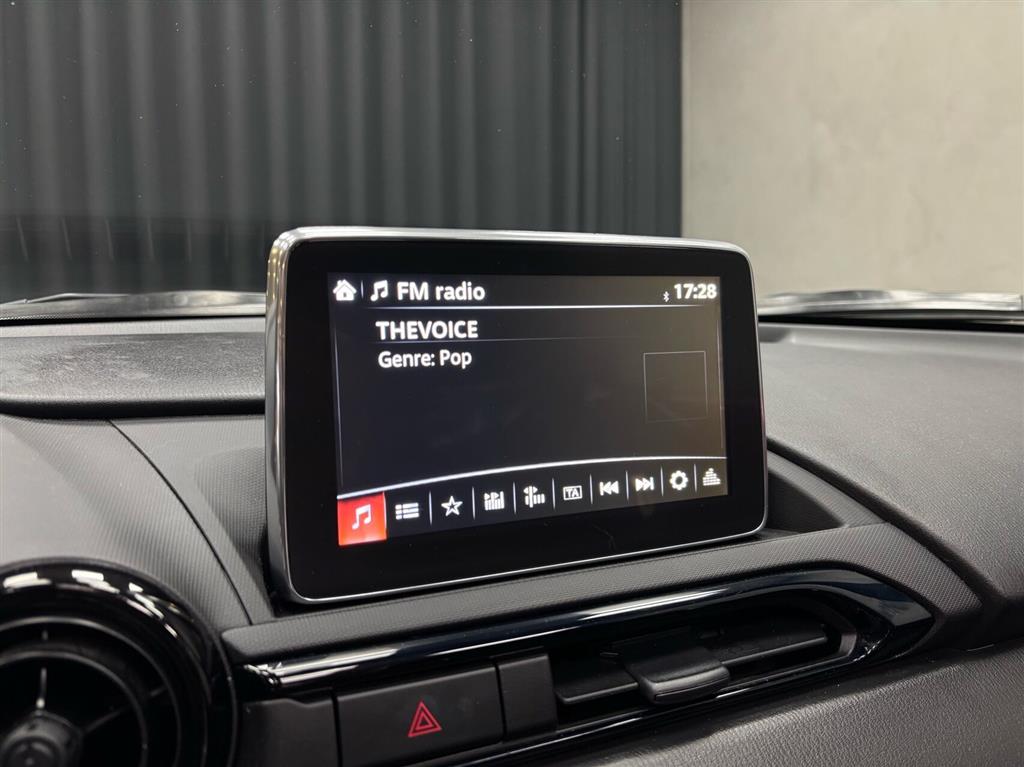 FM radio 17:28
THEVOICE
Genre: Pop
TA